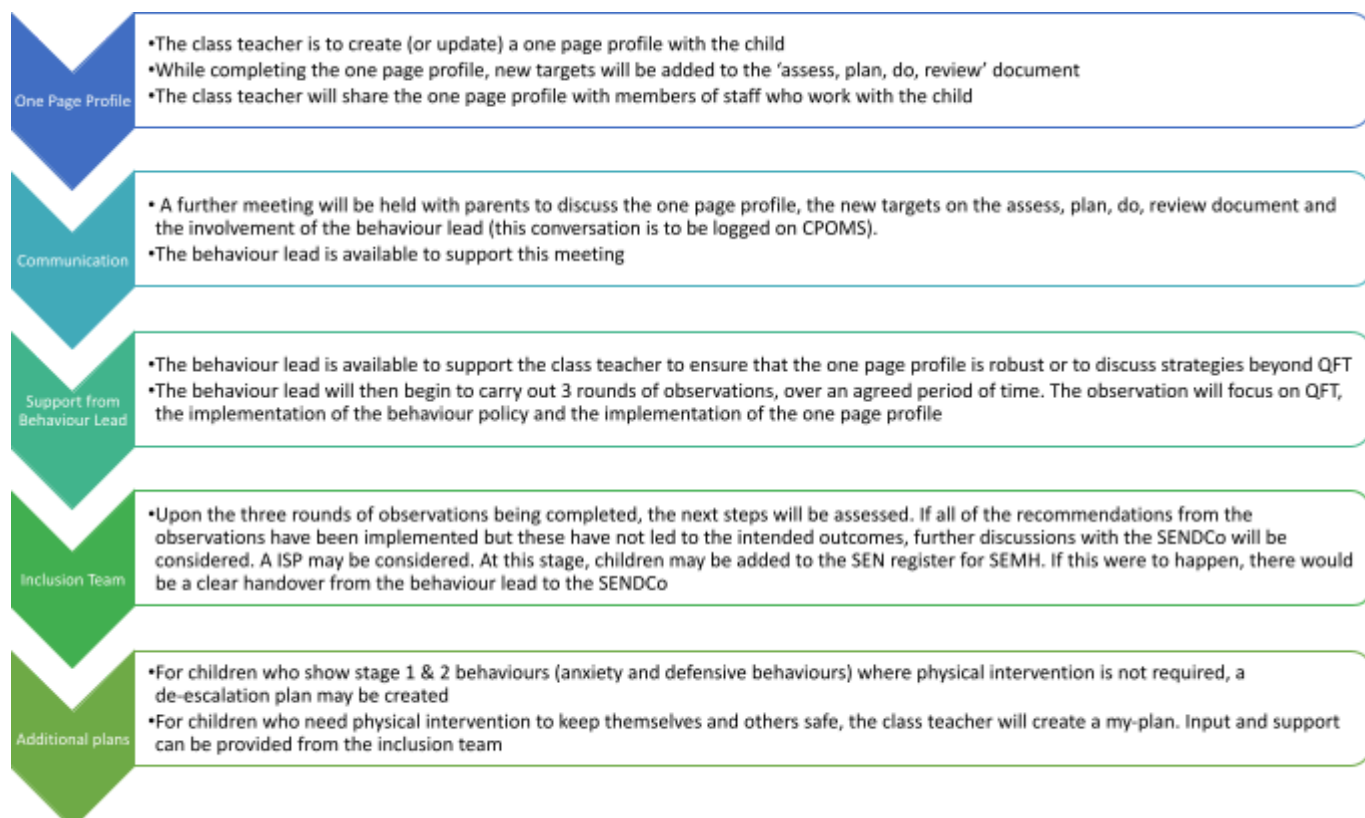 One Page Profile
•The class teacher is to create (or update) a one page profile with the child
•While completing the one page profile, new targets will be added to the ‘assess, plan, do, review’ document
•The class teacher will share the one page profile with members of staff who work with the child
Communication
• A further meeting will be held with parents to discuss the one page profile, the new targets on the assess, plan, do, review document and
the involvement of the behaviour lead (this conversation is to be logged on CPOMS).
•The behaviour lead is available to support this meeting
Support from
Behaviour Lead
•The behaviour lead is available to support the class teacher to ensure that the one page profile is robust or to discuss strategies beyond QFT
•The behaviour lead will then begin to carry out 3 rounds of observations, over an agreed period of time. The observation will focus on QFT,
the implementation of the behaviour policy and the implementation of the one page profile
Inclusion Team
•Upon the three rounds of observations being completed, the next steps will be assessed. If all of the recommendations from the
observations have been implemented but these have not led to the intended outcomes, further discussions with the SENDCo will be
considered. A ISP may be considered. At this stage, children may be added to the SEN register for SEMH. If this were to happen, there would
be a clear handover from the behaviour lead to the SENDCo
Additional plans
•For children who show stage 1 & 2 behaviours (anxiety and defensive behaviours) where physical intervention is not required, a
de-escalation plan may be created
•For children who need physical intervention to keep themselves and others safe, the class teacher will create a my-plan. Input and support
can be provided from the inclusion team